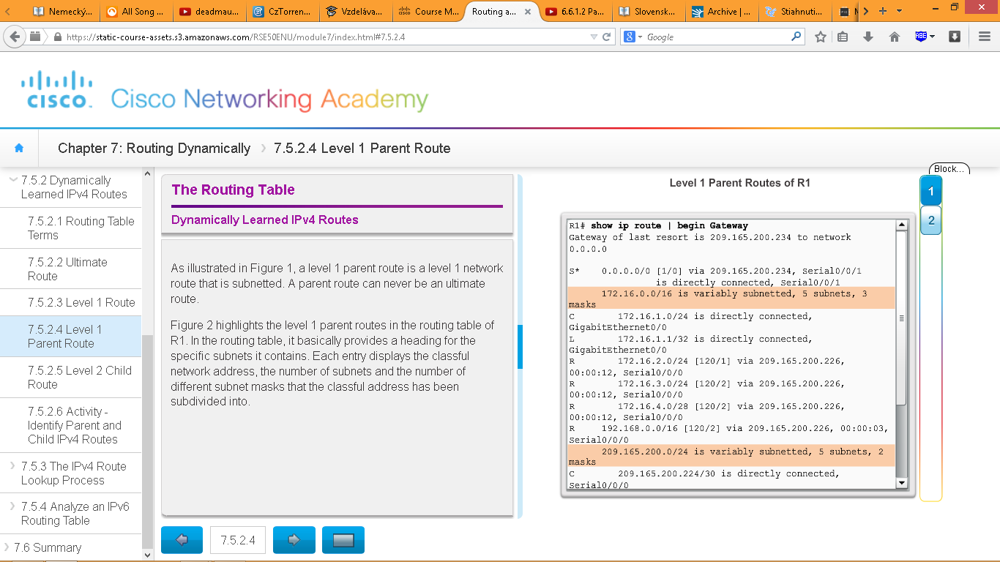 Nemecký...
All Song ...
deadmau...
CzTorren...
Vzdeláva...
Course M...
Routing a...
6.6.1.2 Pa...
Slovensk...
Archive | ...
Stiahnuti...
https://static-course-assets.s3.amazonaws.com/RSE50ENU/module7/index.html#7.5.2.4
Google
ABE
CISCO
Cisco Networking Academy
Chapter 7: Routing Dynamically
7.5.2.4 Level 1 Parent Route
7.5.2 Dynamically
Learned IPv4 Routes
7.5.2.1 Routing Table
Terms
7.5.2.2 Ultimate
Route
7.5.2.3 Level 1 Route
7.5.2.4 Level 1
Parent Route
7.5.2.5 Level 2 Child
Route
7.5.2.6 Activity -
Identify Parent and
Child IPv4 Routes
7.5.3 The IPv4 Route
Lookup Process
7.5.4 Analyze an IPv6
Routing Table
7.6 Summary
The Routing Table
Dynamically Learned IPv4 Routes
As illustrated in Figure 1, a level 1 parent route is a level 1 network
route that is subnetted. A parent route can never be an ultimate
route.
Figure 2 highlights the level 1 parent routes in the routing table of
R1. In the routing table, it basically provides a heading for the
specific subnets it contains. Each entry displays the classful
network address, the number of subnets and the number of
different subnet masks that the classful address has been
subdivided into.
7.5.2.4
Level 1 Parent Routes of R1
Block...
1
2
R1# show ip route | begin Gateway
Gateway of last resort is 209.165.200.234 to network
0.0.0.0
S* 0.0.0.0/0 [1/0] via 209.165.200.234, Serial0/0/1
is directly connected, Serial0/0/1
172.16.0.0/16 is variably subnetted, 5 subnets, 3
masks
C 172.16.1.0/24 is directly connected,
GigabitEthernet0/0
L 172.16.1.1/32 is directly connected,
GigabitEthernet0/0
R 172.16.2.0/24 [120/1] via 209.165.200.226,
00:00:12, Serial0/0/0
R 172.16.3.0/24 [120/2] via 209.165.200.226,
00:00:12, Serial0/0/0
R 172.16.4.0/28 [120/2] via 209.165.200.226,
00:00:12, Serial0/0/0
R 192.168.0.0/16 [120/2] via 209.165.200.226, 00:00:03,
Serial0/0/0
209.165.200.0/24 is variably subnetted, 5 subnets, 2
masks
C 209.165.200.224/30 is directly connected,
Serial0/0/0